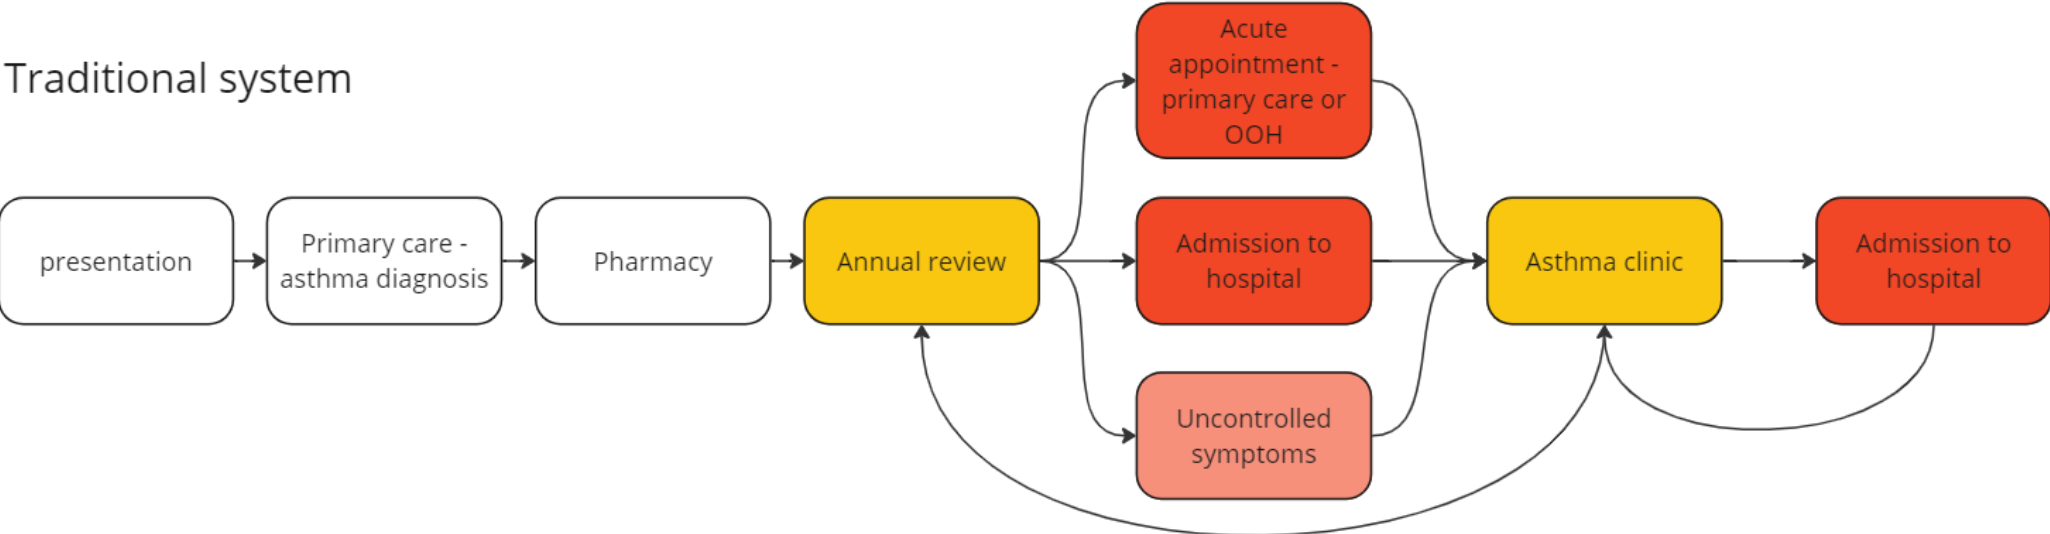 Traditional system
presentation
Primary care -
asthma diagnosis
Pharmacy
Annual review
Acute
appointment -
primary care or
OOH
Admission to
hospital
Uncontrolled
symptoms
Asthma clinic
Admission to
hospital